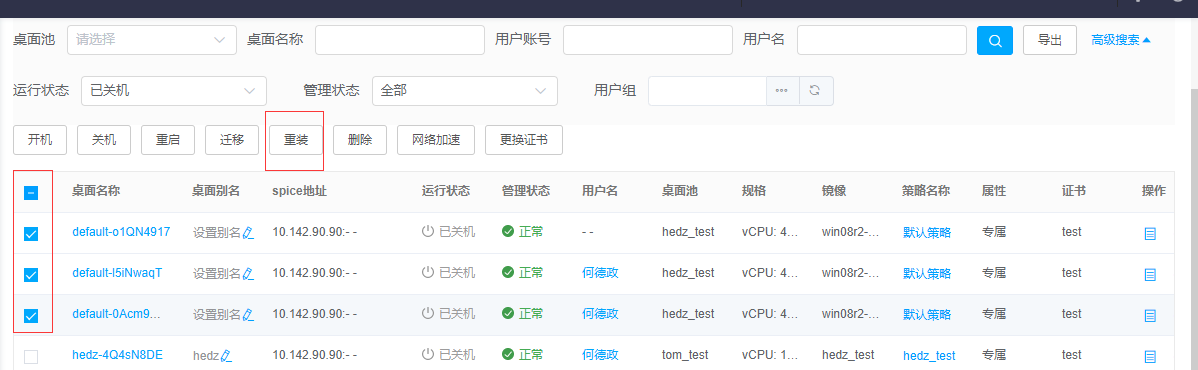 桌面池 请选择 桌面名称 用户账号 用户名 导出 高级搜索
运行状态 已关机 管理状态 全部 用户组
开机 关机 重启 迁移 重装 删除 网络加速 更换证书
桌面名称 桌面别名 spice地址 运行状态 管理状态 用户名 桌面池 规格 镜像 策略名称 属性 证书 操作
default-o1QN4917 设置别名 10.142.90.90:- - 已关机 正常 - - hedz_test vCPU: 4... win08r2-... 默认策略 专属 test
default-l5iNwaqT 设置别名 10.142.90.90:- - 已关机 正常 何德政 hedz_test vCPU: 4... win08r2-... 默认策略 专属 test
default-0Acm9... 设置别名 10.142.90.90:- - 已关机 正常 何德政 hedz_test vCPU: 4... win08r2-... 默认策略 专属 test
hedz-4Q4sN8DE hedz 10.142.90.90:- - 已关机 正常 何德政 tom_test vCPU: 1... hedz_test hedz_test 专属 test